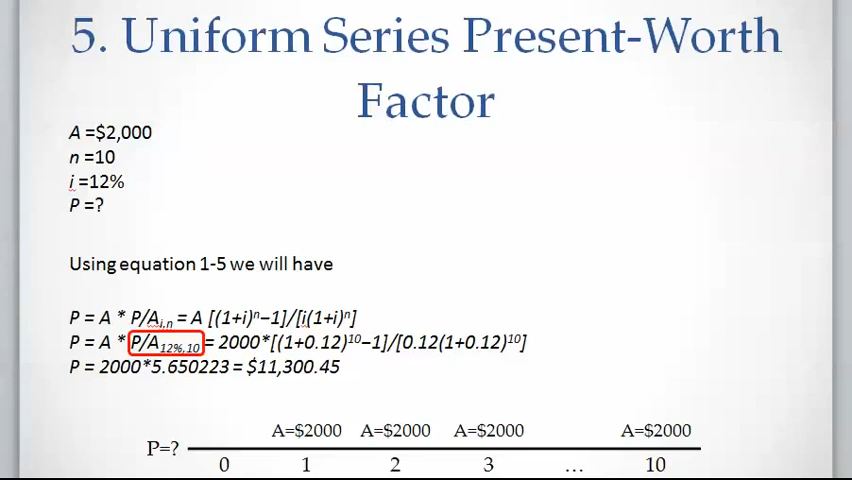 5. Uniform Series Present-Worth
Factor
A =$2,000
n =10
i =12%
P =?
Using equation 1-5 we will have
P = A * P/Ai,n = A [(1+i)ⁿ−1]/[i(1+i)ⁿ]
P = A * P/A12%,10 = 2000*[(1+0.12)¹⁰−1]/[0.12(1+0.12)¹⁰]
P = 2000*5.650223 = $11,300.45
A=$2000 A=$2000 A=$2000 A=$2000
P=?
0 1 2 3 ... 10